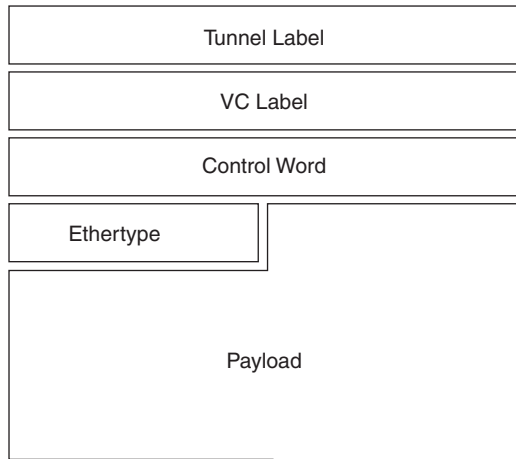 Tunnel Label
VC Label
Control Word
Ethertype
Payload